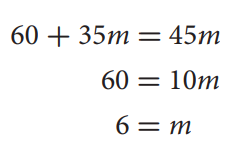 60 + 35m = 45m
60 = 10m
6 = m